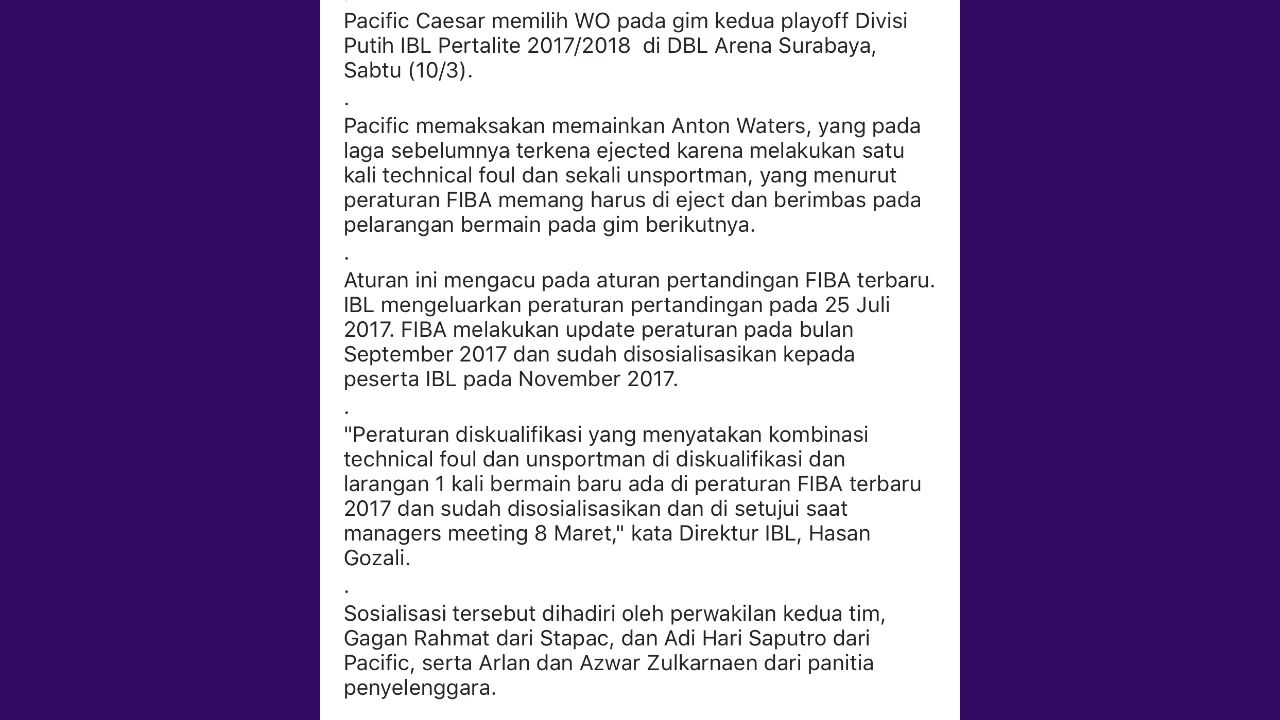 Pacific Caesar memilih WO pada gim kedua playoff Divisi
Putih IBL Pertalite 2017/2018  di DBL Arena Surabaya,
Sabtu (10/3).
.
Pacific memaksakan memainkan Anton Waters, yang pada
laga sebelumnya terkena ejected karena melakukan satu
kali technical foul dan sekali unsportman, yang menurut
peraturan FIBA memang harus di eject dan berimbas pada
pelarangan bermain pada gim berikutnya.
.
Aturan ini mengacu pada aturan pertandingan FIBA terbaru.
IBL mengeluarkan peraturan pertandingan pada 25 Juli
2017. FIBA melakukan update peraturan pada bulan
September 2017 dan sudah disosialisasikan kepada
peserta IBL pada November 2017.
.
"Peraturan diskualifikasi yang menyatakan kombinasi
technical foul dan unsportman di diskualifikasi dan
larangan 1 kali bermain baru ada di peraturan FIBA terbaru
2017 dan sudah disosialisasikan dan di setujui saat
managers meeting 8 Maret," kata Direktur IBL, Hasan
Gozali.
.
Sosialisasi tersebut dihadiri oleh perwakilan kedua tim,
Gagan Rahmat dari Stapac, dan Adi Hari Saputro dari
Pacific, serta Arlan dan Azwar Zulkarnaen dari panitia
penyelenggara.